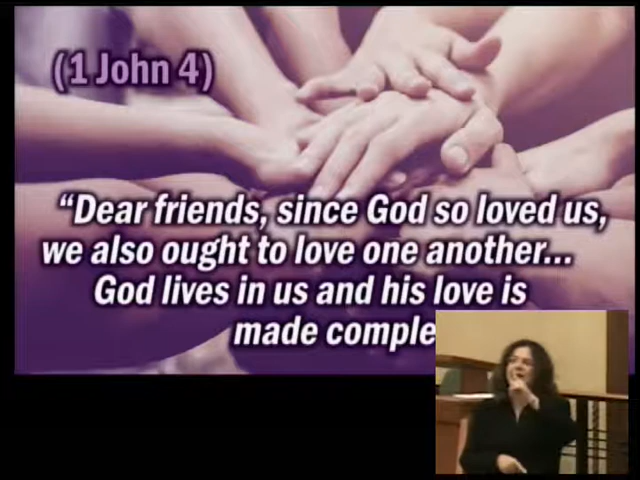 (1 John 4)
“Dear friends, since God so loved us,
we also ought to love one another...
God lives in us and his love is
made comple